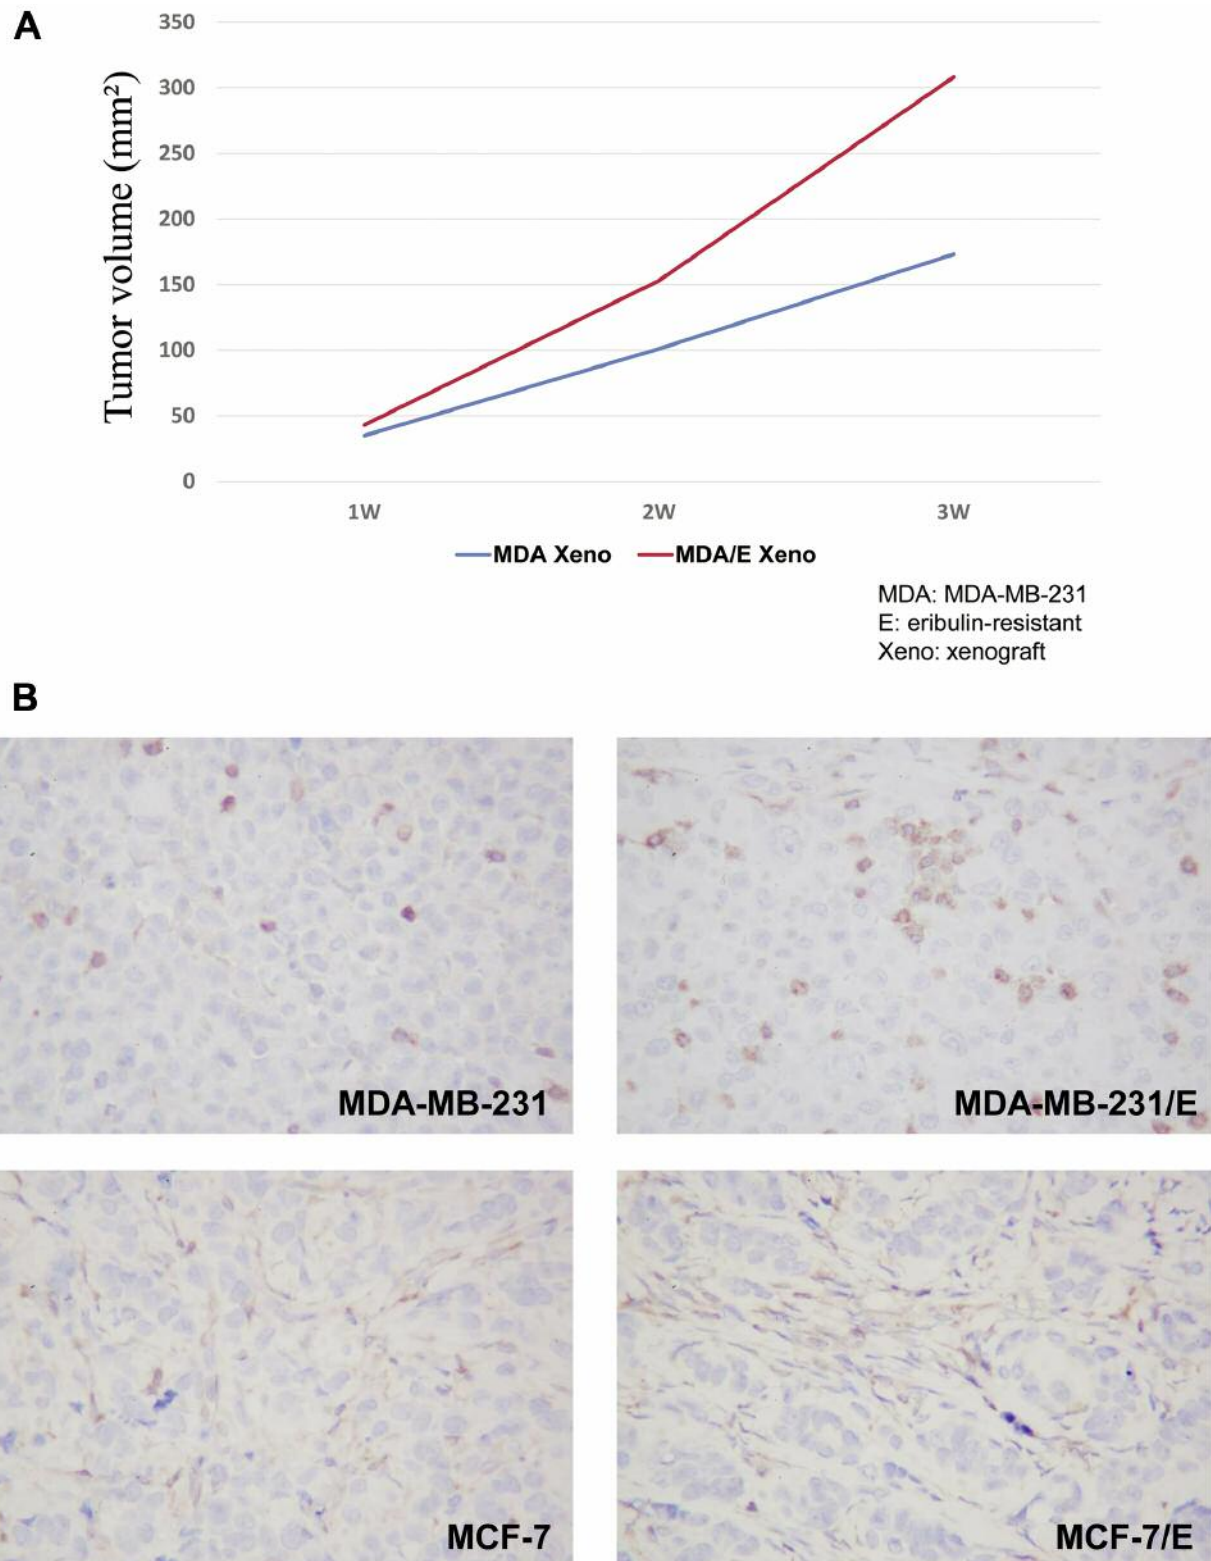 A
350
300
250
200
150
100
50
0
Tumor volume (mm²)
1W 2W 3W
MDA Xeno MDA/E Xeno
MDA: MDA-MB-231
E: eribulin-resistant
Xeno: xenograft
B
MDA-MB-231
MDA-MB-231/E
MCF-7
MCF-7/E